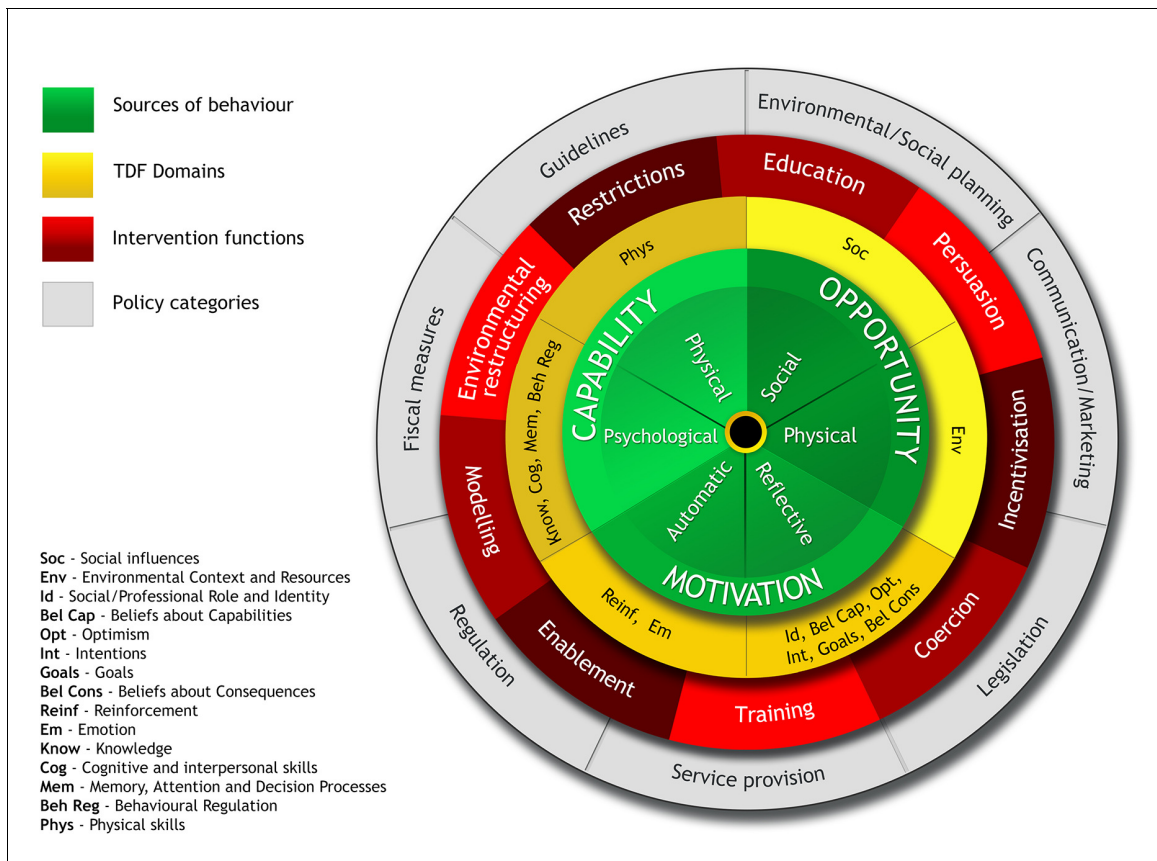 Sources of behaviour
TDF Domains
Intervention functions
Policy categories
Soc - Social influences
Env - Environmental Context and Resources
Id - Social/Professional Role and Identity
Bel Cap - Beliefs about Capabilities
Opt - Optimism
Int - Intentions
Goals - Goals
Bel Cons - Beliefs about Consequences
Reinf - Reinforcement
Em - Emotion
Know - Knowledge
Cog - Cognitive and interpersonal skills
Mem - Memory, Attention and Decision Processes
Beh Reg - Behavioural Regulation
Phys - Physical skills
Guidelines
Environmental/Social planning
Communication/Marketing
Legislation
Service provision
Regulation
Fiscal measures
Restrictions
Education
Persuasion
Incentivisation
Coercion
Training
Enablement
Modelling
Environmental
restructuring
Phys
Soc
Env
Id, Bel Cap, Opt,
Int, Goals, Bel Cons
Reinf, Em
Know, Cog, Mem, Beh Reg
CAPABILITY
OPPORTUNITY
MOTIVATION
Physical
Social
Physical
Reflective
Automatic
Psychological